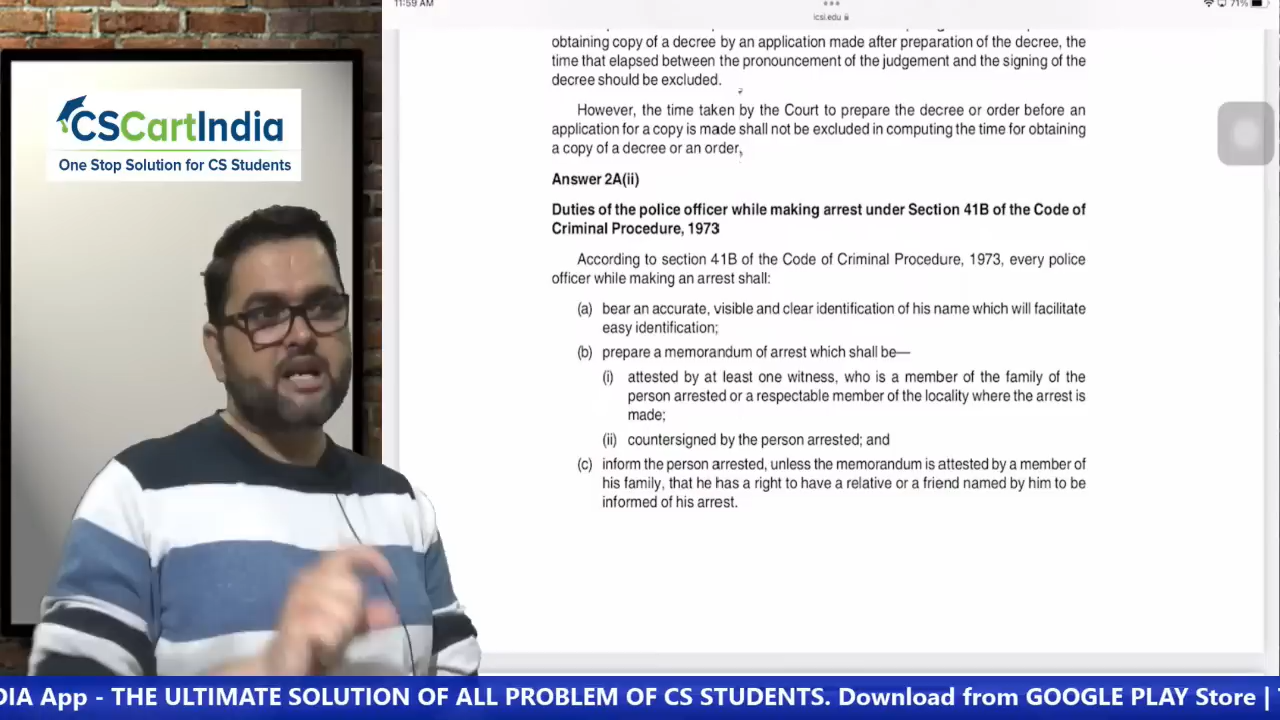 11:59 AM
71%
icsi.edu
obtaining copy of a decree by an application made after preparation of the decree, the
time that elapsed between the pronouncement of the judgement and the signing of the
decree should be excluded.
However, the time taken by the Court to prepare the decree or order before an
application for a copy is made shall not be excluded in computing the time for obtaining
a copy of a decree or an order.
Answer 2A(ii)
Duties of the police officer while making arrest under Section 41B of the Code of
Criminal Procedure, 1973
According to section 41B of the Code of Criminal Procedure, 1973, every police
officer while making an arrest shall:
(a) bear an accurate, visible and clear identification of his name which will facilitate
easy identification;
(b) prepare a memorandum of arrest which shall be—
(i) attested by at least one witness, who is a member of the family of the
person arrested or a respectable member of the locality where the arrest is
made;
(ii) countersigned by the person arrested; and
(c) inform the person arrested, unless the memorandum is attested by a member of
his family, that he has a right to have a relative or a friend named by him to be
informed of his arrest.
CSCartIndia
One Stop Solution for CS Students
DIA App - THE ULTIMATE SOLUTION OF ALL PROBLEM OF CS STUDENTS. Download from GOOGLE PLAY Store |